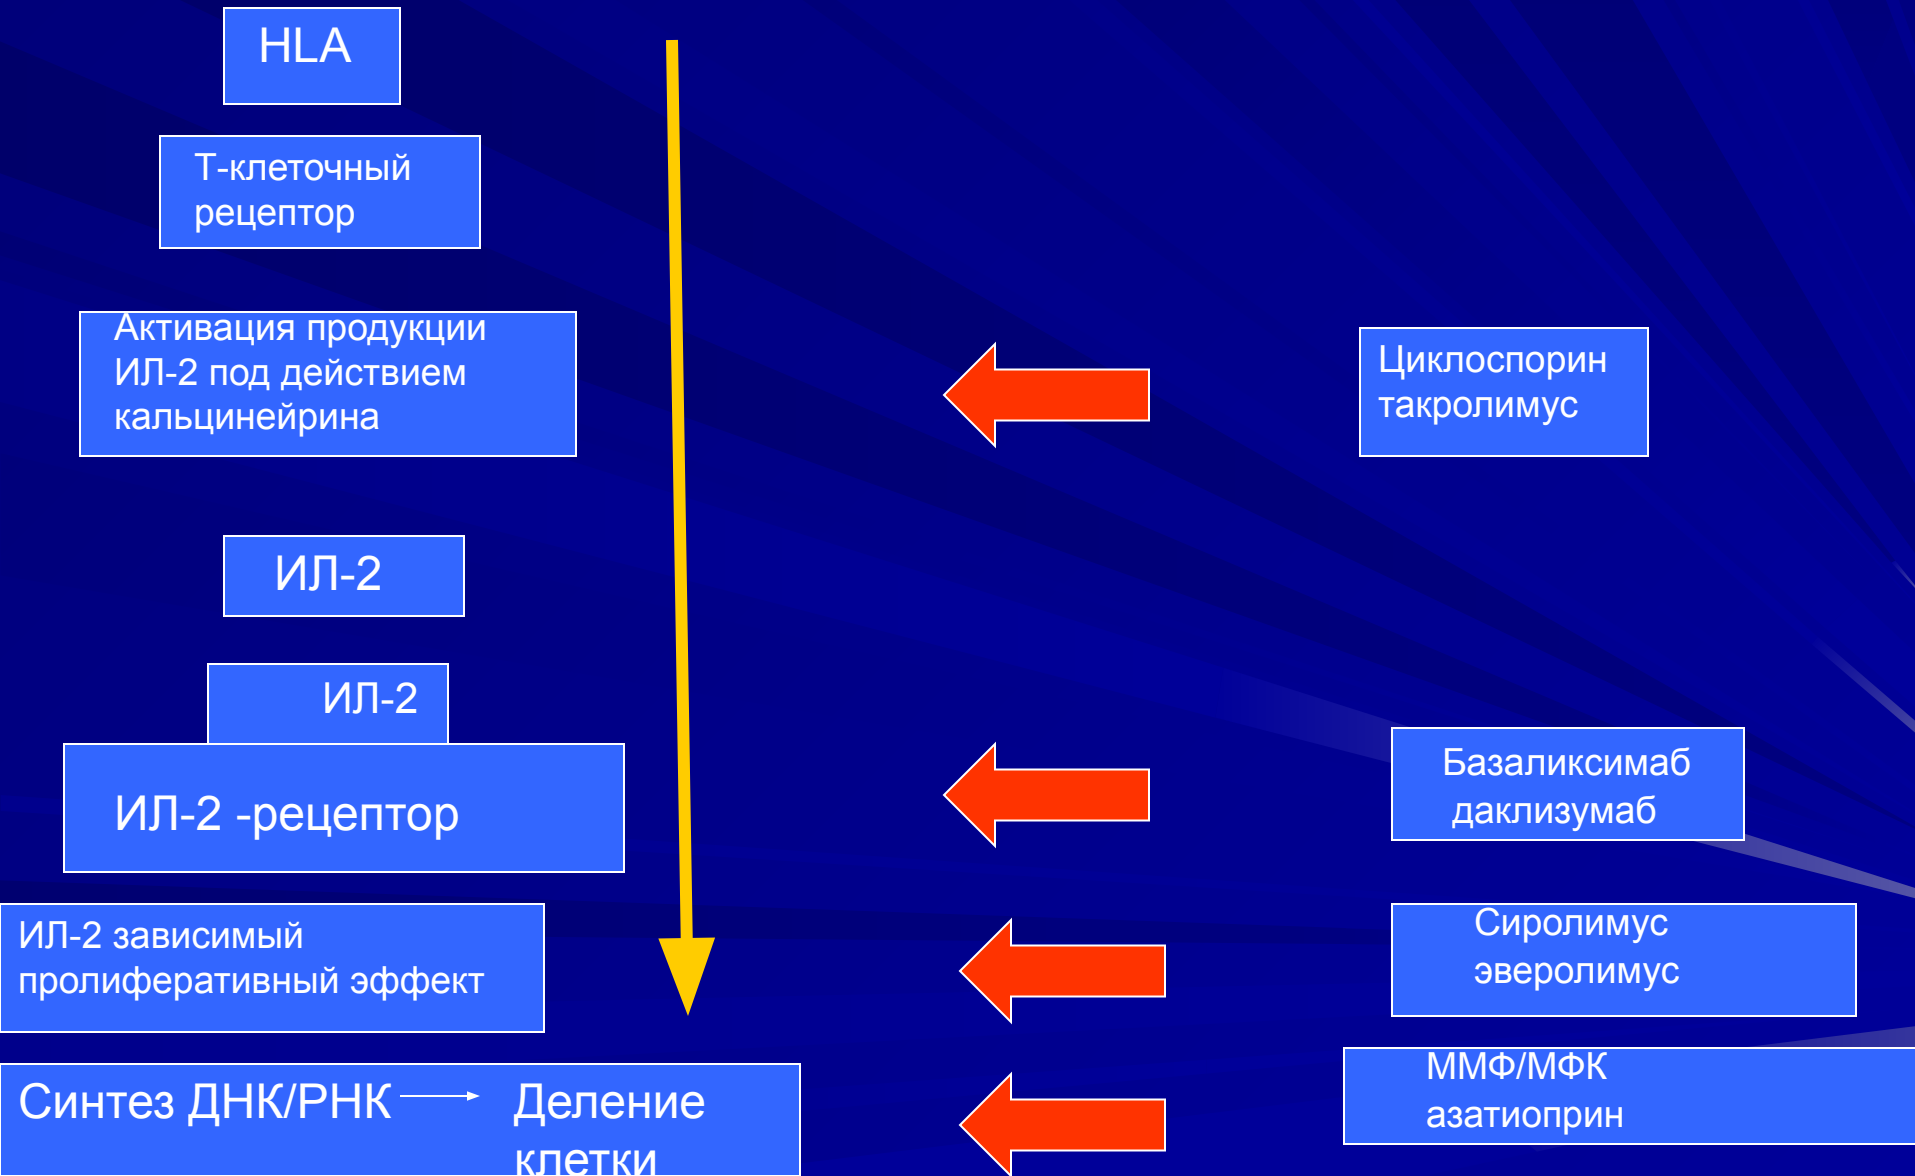 HLA
Т-клеточный
рецептор
Активация продукции
ИЛ-2 под действием
кальцинейрина
Циклоспорин
такролимус
ИЛ-2
ИЛ-2
ИЛ-2 -рецептор
Базаликсимаб
даклизумаб
ИЛ-2 зависимый
пролиферативный эффект
Сиролимус
эверолимус
Синтез ДНК/РНК Деление
клетки
ММФ/МФК
азатиоприн